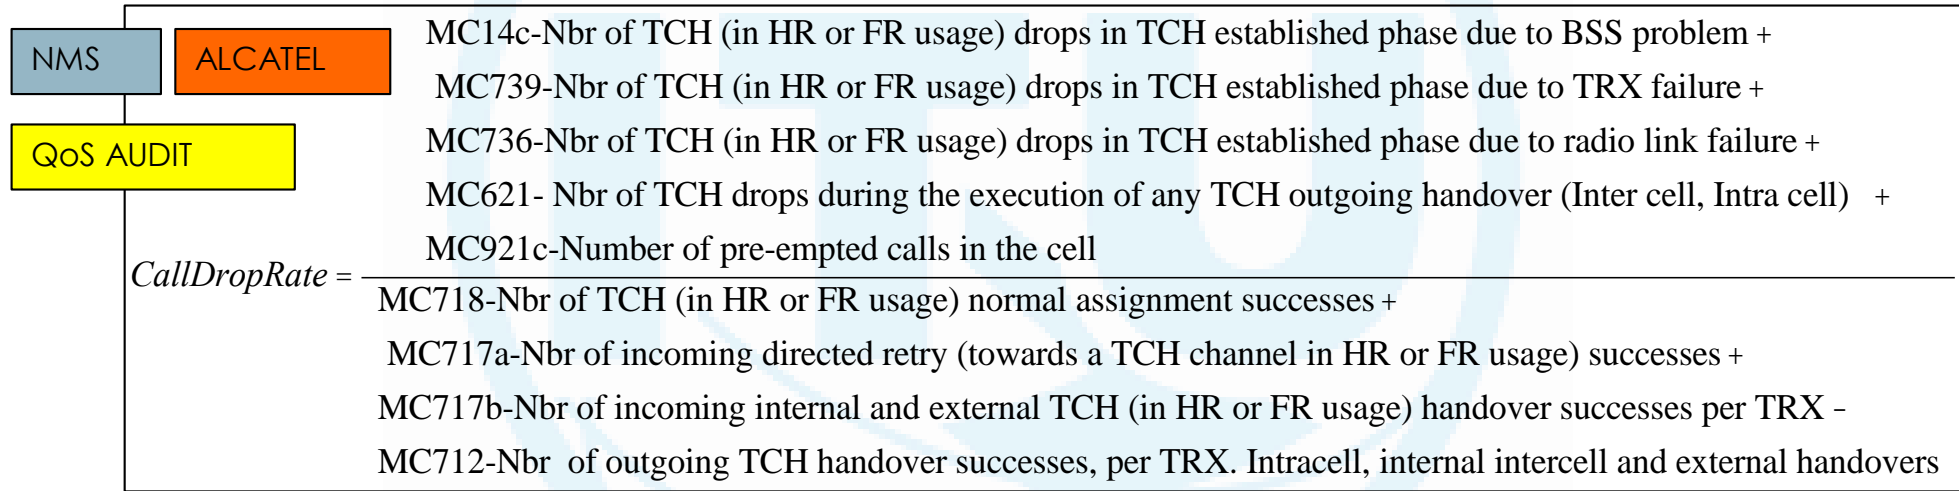 NMS
ALCATEL
QoS AUDIT
MC14c-Nbr of TCH (in HR or FR usage) drops in TCH established phase due to BSS problem +
MC739-Nbr of TCH (in HR or FR usage) drops in TCH established phase due to TRX failure +
MC736-Nbr of TCH (in HR or FR usage) drops in TCH established phase due to radio link failure +
MC621- Nbr of TCH drops during the execution of any TCH outgoing handover (Inter cell, Intra cell) +
MC921c-Number of pre-empted calls in the cell
CallDropRate =
MC718-Nbr of TCH (in HR or FR usage) normal assignment successes +
MC717a-Nbr of incoming directed retry (towards a TCH channel in HR or FR usage) successes +
MC717b-Nbr of incoming internal and external TCH (in HR or FR usage) handover successes per TRX -
MC712-Nbr of outgoing TCH handover successes, per TRX. Intracell, internal intercell and external handovers
ITU